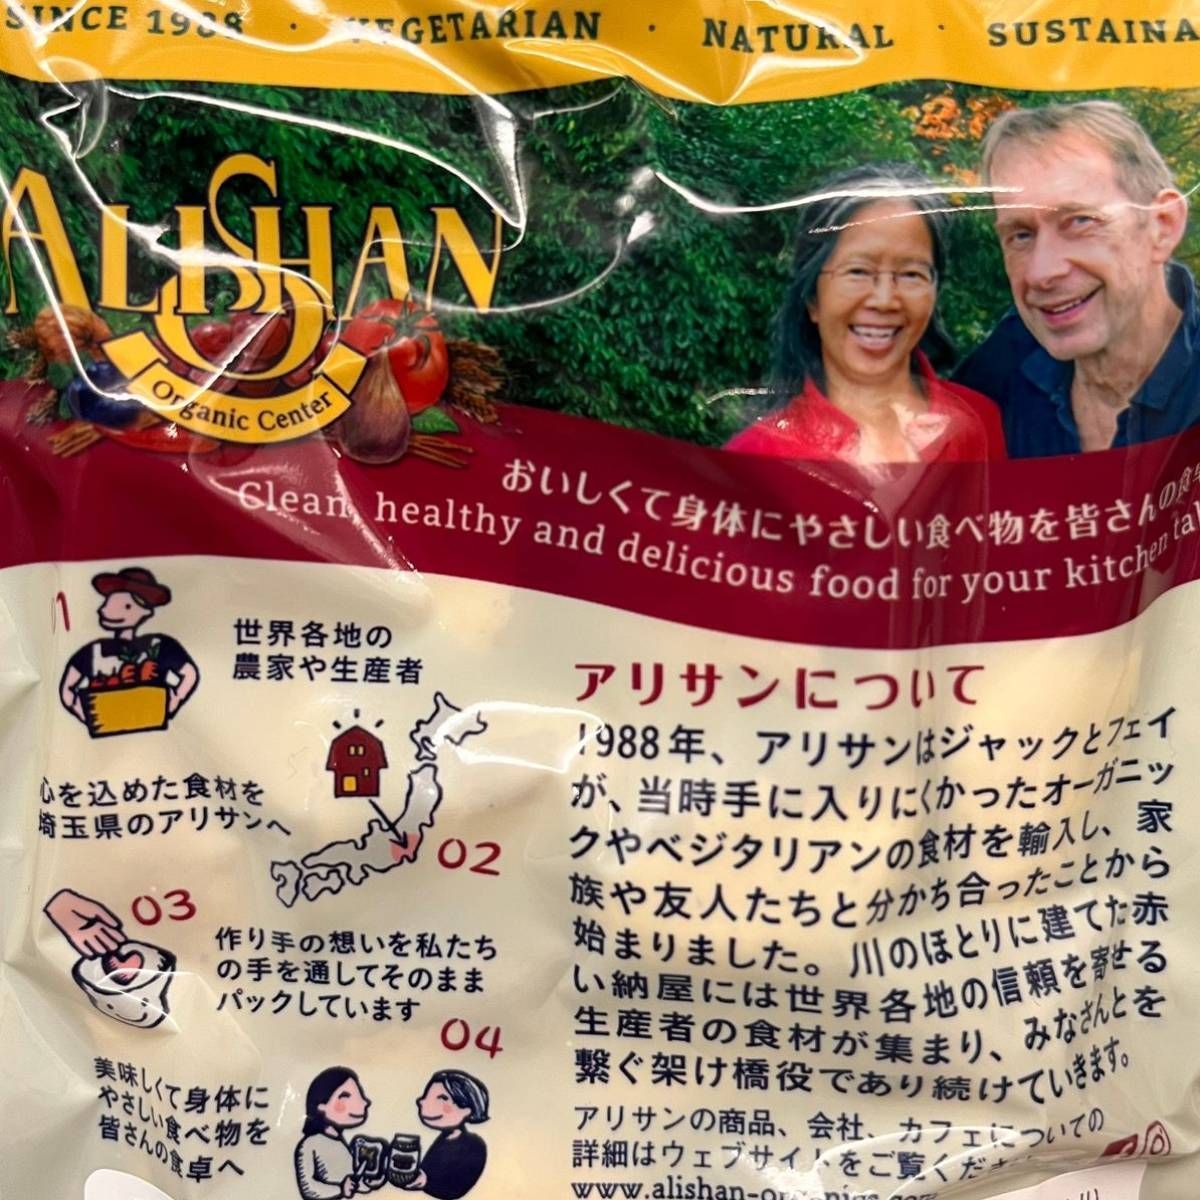 SINCE 1988 · VEGETARIAN · NATURAL · SUSTAINA
ALISHAN
Organic Center
おいしくて身体にやさしい食べ物を皆さんの食卓
Clean, healthy and delicious food for your kitchen ta
01
世界各地の
農家や生産者
心を込めた食材を
埼玉県のアリサンへ
02
03
作り手の想いを私たち
の手を通してそのまま
パックしています
04
美味しくて身体に
やさしい食べ物を
皆さんの食卓へ
アリサンについて
1988年、アリサンはジャックとフェイ
が、当時手に入りにくかったオーガニッ
クやベジタリアンの食材を輸入し、家
族や友人たちと分かち合ったことから
始まりました。川のほとりに建てた赤
い納屋には世界各地の信頼を寄せる
生産者の食材が集まり、みなさんとを
繋ぐ架け橋役であり続けていきます。
アリサンの商品、会社、カフェについての
詳細はウェブサイトをご覧くださ
www.alishan-organics.com